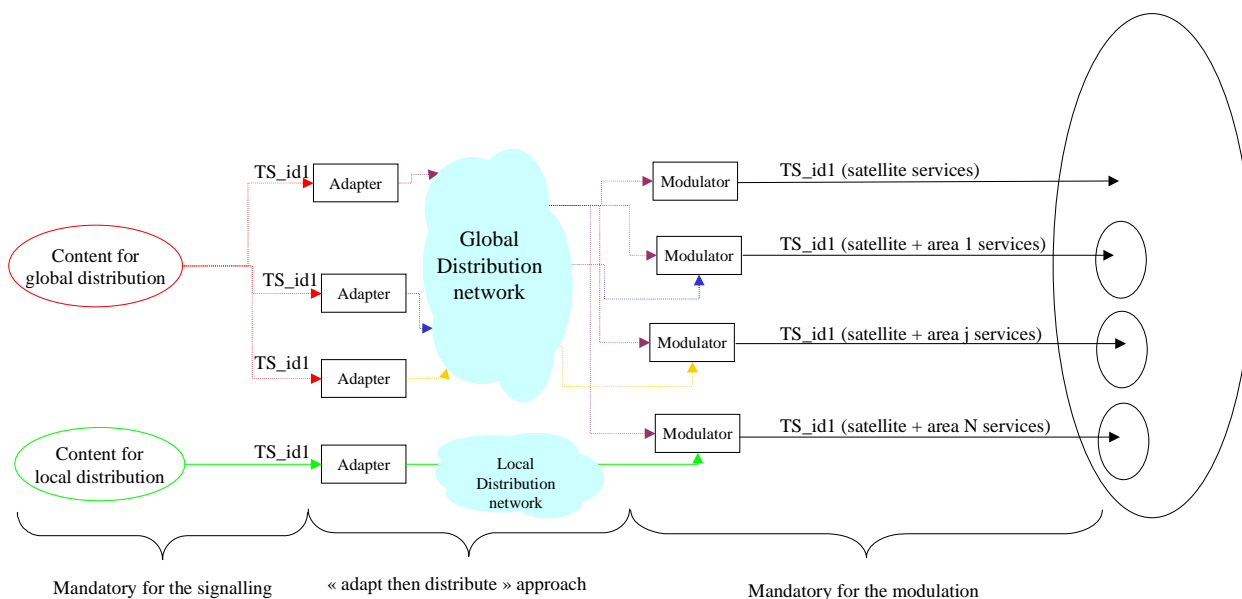 TS_id1
Adapter
Modulator
TS_id1 (satellite services)
Content for
global distribution
TS_id1
Adapter
Global
Distribution
network
Modulator
TS_id1 (satellite + area 1 services)
TS_id1
Adapter
Modulator
TS_id1 (satellite + area j services)
Content for
local distribution
TS_id1
Adapter
Local
Distribution
network
Modulator
TS_id1 (satellite + area N services)
Mandatory for the signalling
« adapt then distribute » approach
Mandatory for the modulation